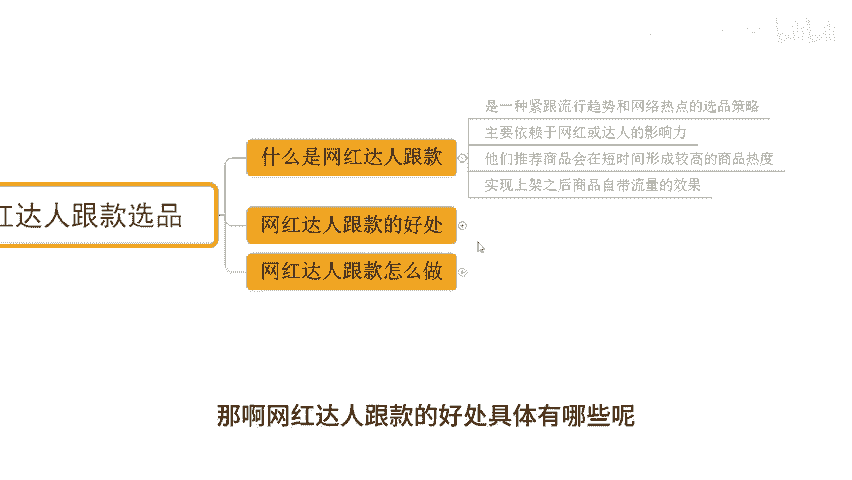 是一种紧跟流行趋势和网络热点的选品策略
主要依赖于网红或达人的影响力
什么是网红达人跟款
他们推荐商品会在短时间形成较高的商品热度
实现上架之后商品自带流量的效果
红达人跟款选品
网红达人跟款的好处
网红达人跟款怎么做
那啊网红达人跟款的好处具体有哪些呢